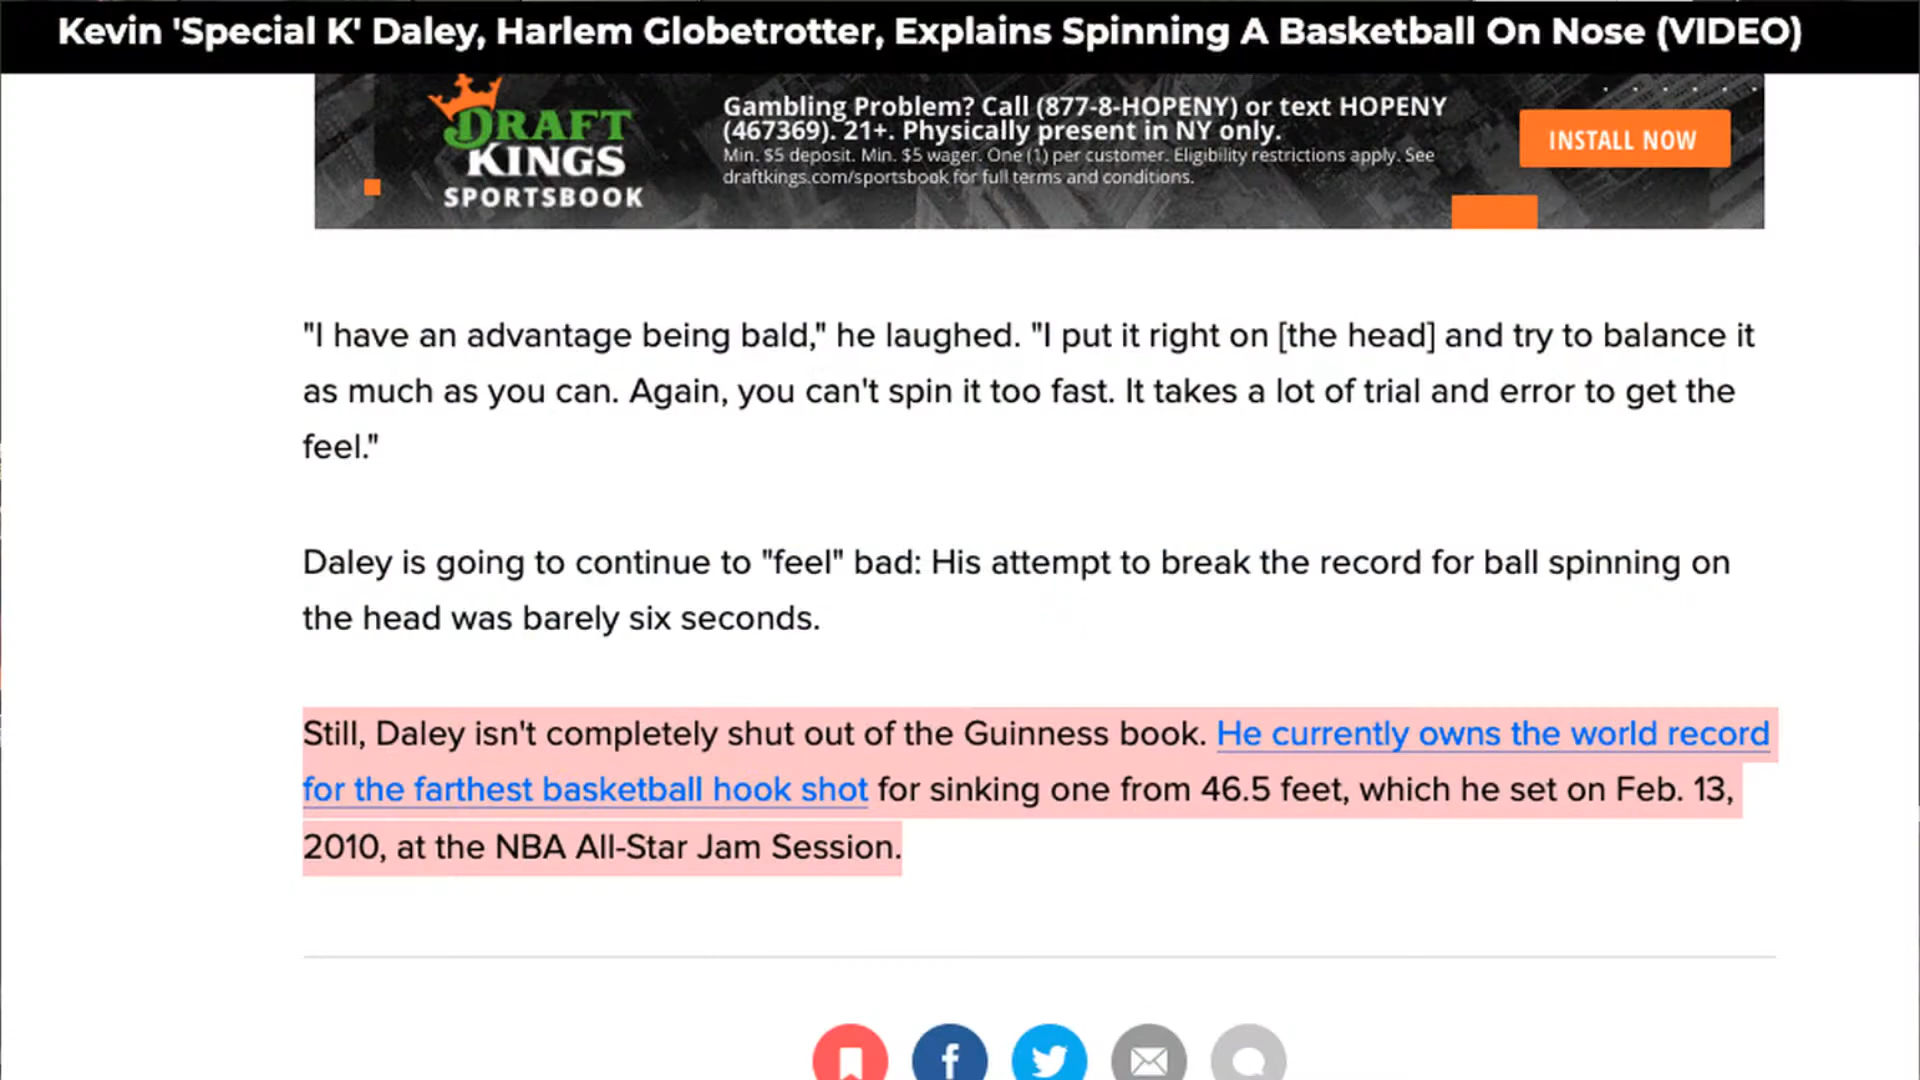 Kevin 'Special K' Daley, Harlem Globetrotter, Explains Spinning A Basketball On Nose (VIDEO)
DRAFT
KINGS
SPORTSBOOK
Gambling Problem? Call (877-8-HOPENY) or text HOPENY
(467369). 21+. Physically present in NY only.
Min. $5 deposit. Min. $5 wager. One (1) per customer. Eligibility restrictions apply. See
draftkings.com/sportsbook for full terms and conditions.
INSTALL NOW
"I have an advantage being bald," he laughed. "I put it right on [the head] and try to balance it
as much as you can. Again, you can't spin it too fast. It takes a lot of trial and error to get the
feel."
Daley is going to continue to "feel" bad: His attempt to break the record for ball spinning on
the head was barely six seconds.
Still, Daley isn't completely shut out of the Guinness book. He currently owns the world record
for the farthest basketball hook shot for sinking one from 46.5 feet, which he set on Feb. 13,
2010, at the NBA All-Star Jam Session.